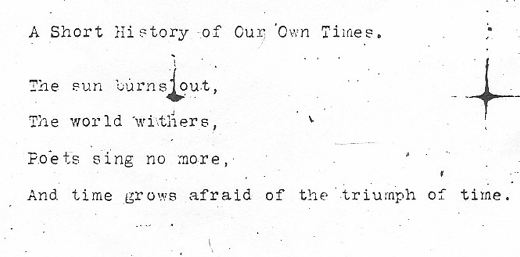 A Short History of Our Own Times.
The sun burns out,
The world withers,
Poets sing no more,
And time grows afraid of the triumph of time.